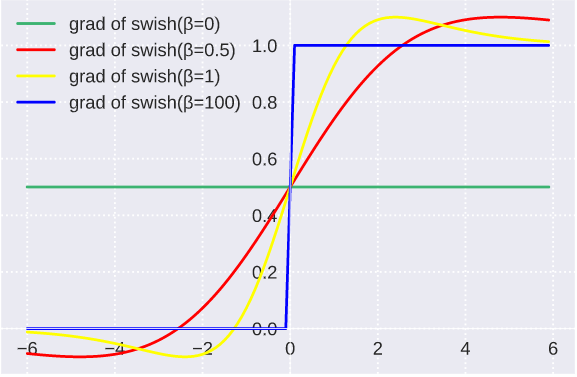 grad of swish(β=0)
grad of swish(β=0.5)
grad of swish(β=1)
grad of swish(β=100)
1.0
0.8
0.6
0.4
0.2
0.0
−6 −4 −2 0 2 4 6